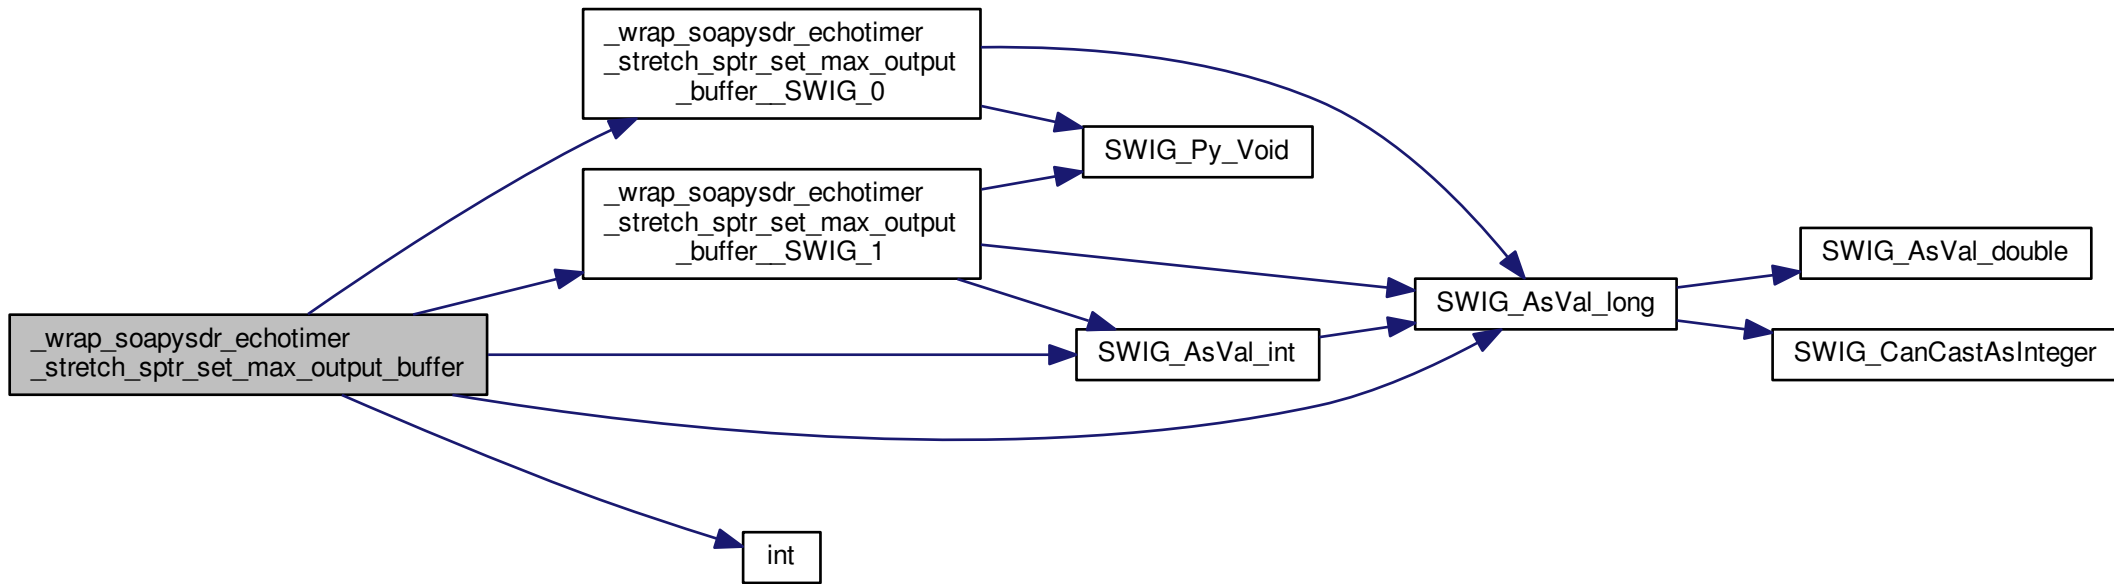 _wrap_soapysdr_echotimer
_stretch_sptr_set_max_output
_buffer__SWIG_0
SWIG_Py_Void
_wrap_soapysdr_echotimer
_stretch_sptr_set_max_output
_buffer__SWIG_1
SWIG_AsVal_double
SWIG_AsVal_long
_wrap_soapysdr_echotimer
_stretch_sptr_set_max_output_buffer
SWIG_AsVal_int
SWIG_CanCastAsInteger
int